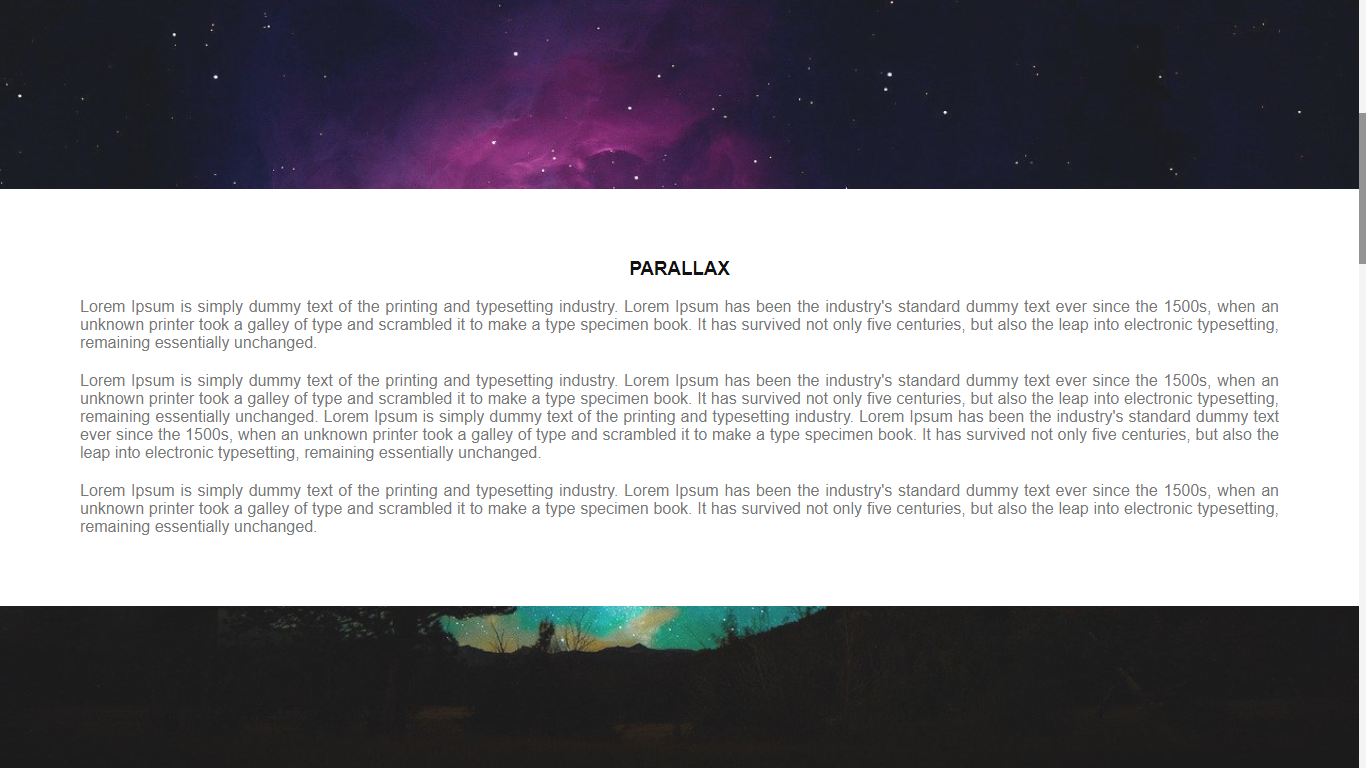 PARALLAX
Lorem Ipsum is simply dummy text of the printing and typesetting industry. Lorem Ipsum has been the industry's standard dummy text ever since the 1500s, when an
unknown printer took a galley of type and scrambled it to make a type specimen book. It has survived not only five centuries, but also the leap into electronic typesetting,
remaining essentially unchanged.
Lorem Ipsum is simply dummy text of the printing and typesetting industry. Lorem Ipsum has been the industry's standard dummy text ever since the 1500s, when an
unknown printer took a galley of type and scrambled it to make a type specimen book. It has survived not only five centuries, but also the leap into electronic typesetting,
remaining essentially unchanged. Lorem Ipsum is simply dummy text of the printing and typesetting industry. Lorem Ipsum has been the industry's standard dummy text
ever since the 1500s, when an unknown printer took a galley of type and scrambled it to make a type specimen book. It has survived not only five centuries, but also the
leap into electronic typesetting, remaining essentially unchanged.
Lorem Ipsum is simply dummy text of the printing and typesetting industry. Lorem Ipsum has been the industry's standard dummy text ever since the 1500s, when an
unknown printer took a galley of type and scrambled it to make a type specimen book. It has survived not only five centuries, but also the leap into electronic typesetting,
remaining essentially unchanged.